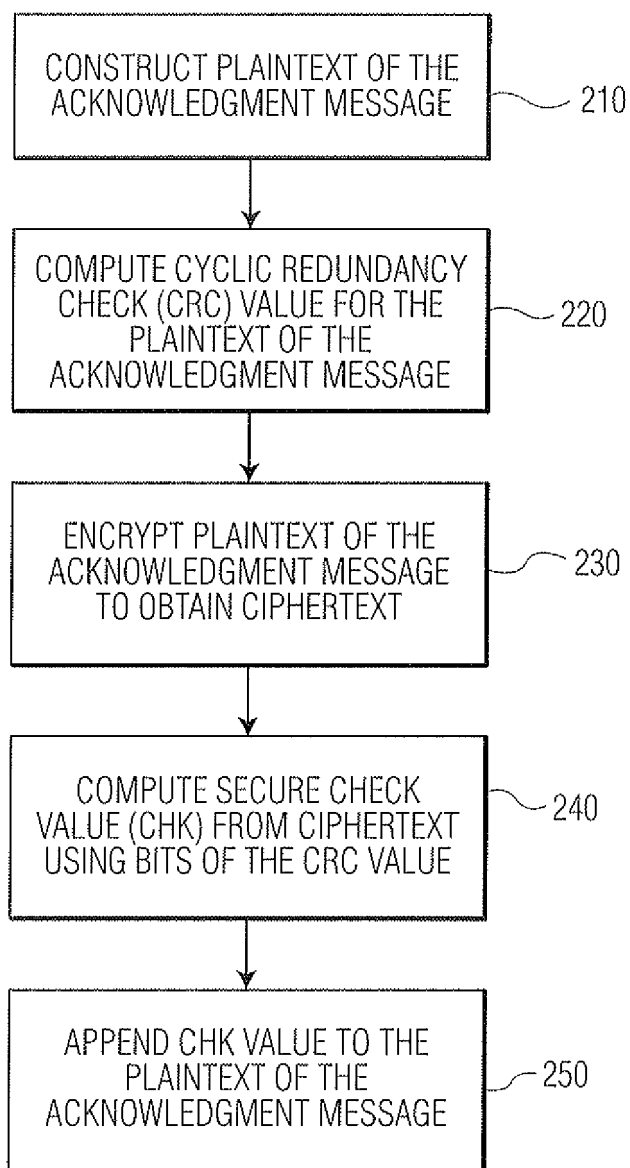 CONSTRUCT PLAINTEXT OF THE
ACKNOWLEDGMENT MESSAGE
210
COMPUTE CYCLIC REDUNDANCY
CHECK (CRC) VALUE FOR THE
PLAINTEXT OF THE
ACKNOWLEDGMENT MESSAGE
220
ENCRYPT PLAINTEXT OF THE
ACKNOWLEDGMENT MESSAGE
TO OBTAIN CIPHERTEXT
230
COMPUTE SECURE CHECK
VALUE (CHK) FROM CIPHERTEXT
USING BITS OF THE CRC VALUE
240
APPEND CHK VALUE TO THE
PLAINTEXT OF THE
ACKNOWLEDGMENT MESSAGE
250